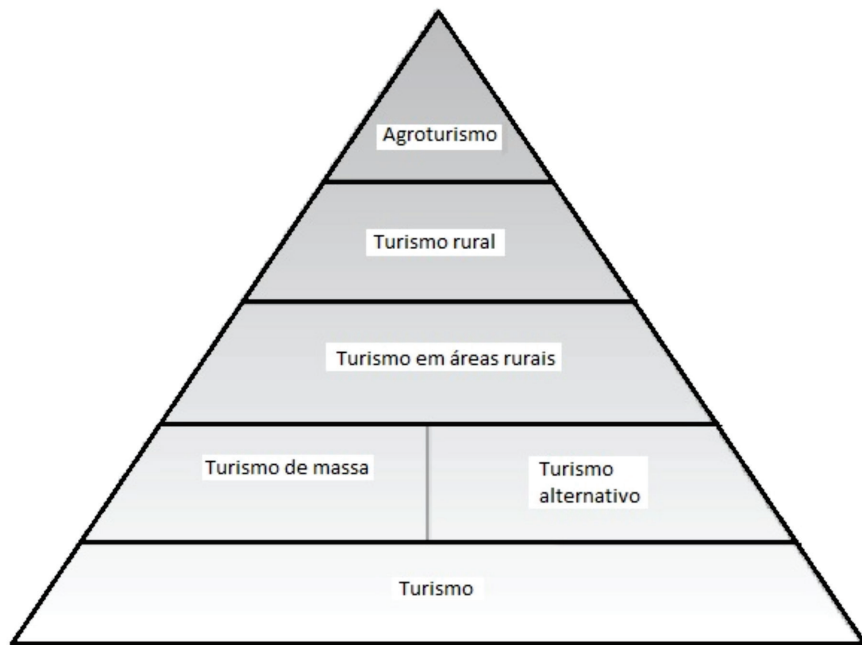 Agroturismo
Turismo rural
Turismo em áreas rurais
Turismo de massa
Turismo
alternativo
Turismo